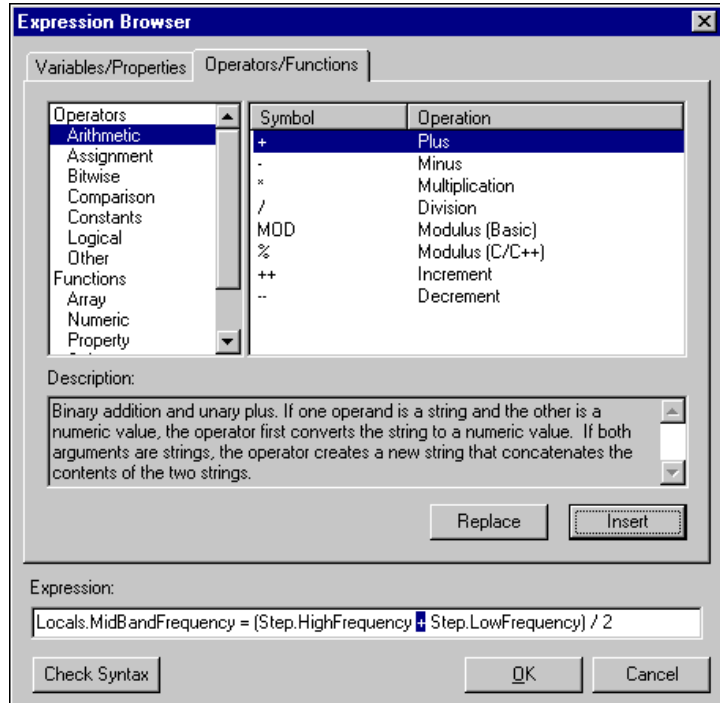 Expression Browser
Variables/Properties Operators/Functions
Operators
Arithmetic
Assignment
Bitwise
Comparison
Constants
Logical
Other
Functions
Array
Numeric
Property
Symbol Operation
+ Plus
- Minus
* Multiplication
/ Division
MOD Modulus (Basic)
% Modulus (C/C++)
++ Increment
-- Decrement
Description:
Binary addition and unary plus. If one operand is a string and the other is a
numeric value, the operator first converts the string to a numeric value.  If both
arguments are strings, the operator creates a new string that concatenates the
contents of the two strings.
Replace Insert
Expression:
Locals.MidBandFrequency = (Step.HighFrequency + Step.LowFrequency) / 2
Check Syntax OK Cancel